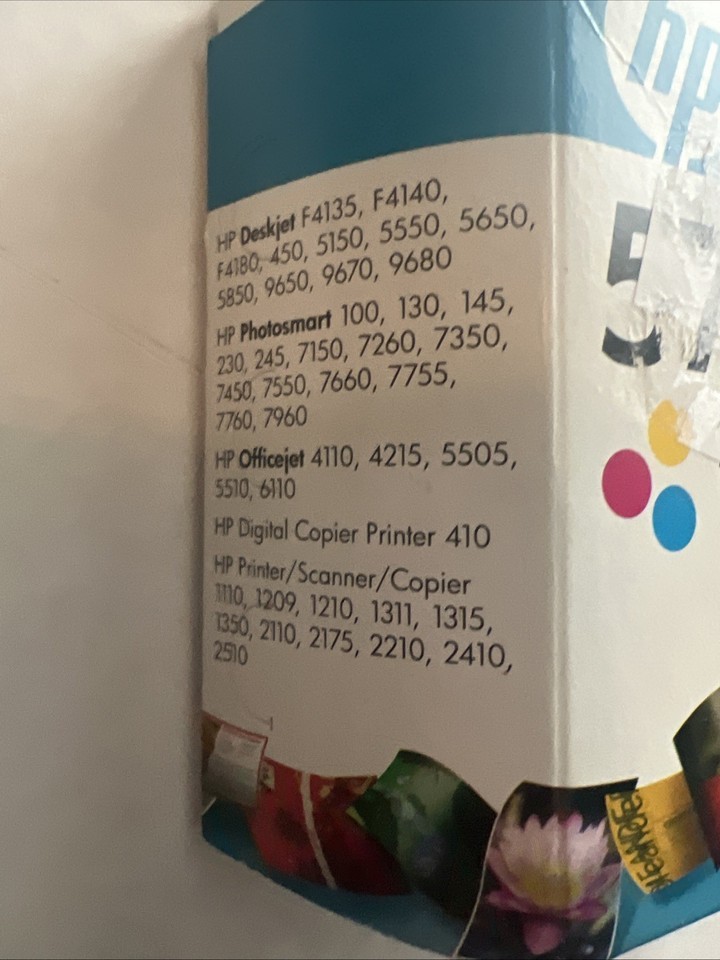 HP Deskjet F4135, F4140,
F4180, 450, 5150, 5550, 5650,
5850, 9650, 9670, 9680
HP Photosmart 100, 130, 145,
230, 245, 7150, 7260, 7350,
7450, 7550, 7660, 7755,
7760, 7960
HP Officejet 4110, 4215, 5505,
5510, 6110
HP Digital Copier Printer 410
HP Printer/Scanner/Copier
1110, 1209, 1210, 1311, 1315,
1350, 2110, 2175, 2210, 2410,
2510
hp
57